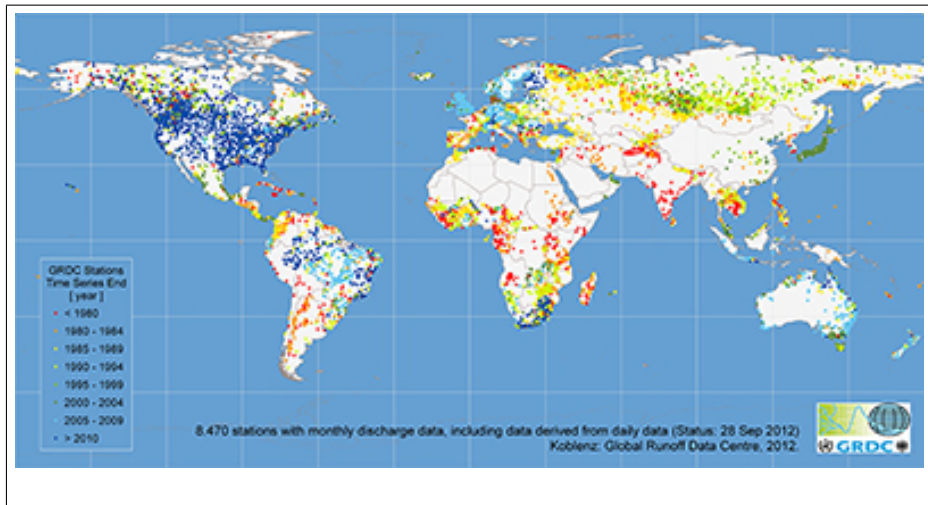 GRDC Stations
Time Series End
[ year ]
< 1980
1980 - 1984
1985 - 1989
1990 - 1994
1995 - 1999
2000 - 2004
2005 - 2009
> 2010
8.470 stations with monthly discharge data, including data derived from daily data (Status: 28 Sep 2012)
Koblenz: Global Runoff Data Centre, 2012.
GRDC